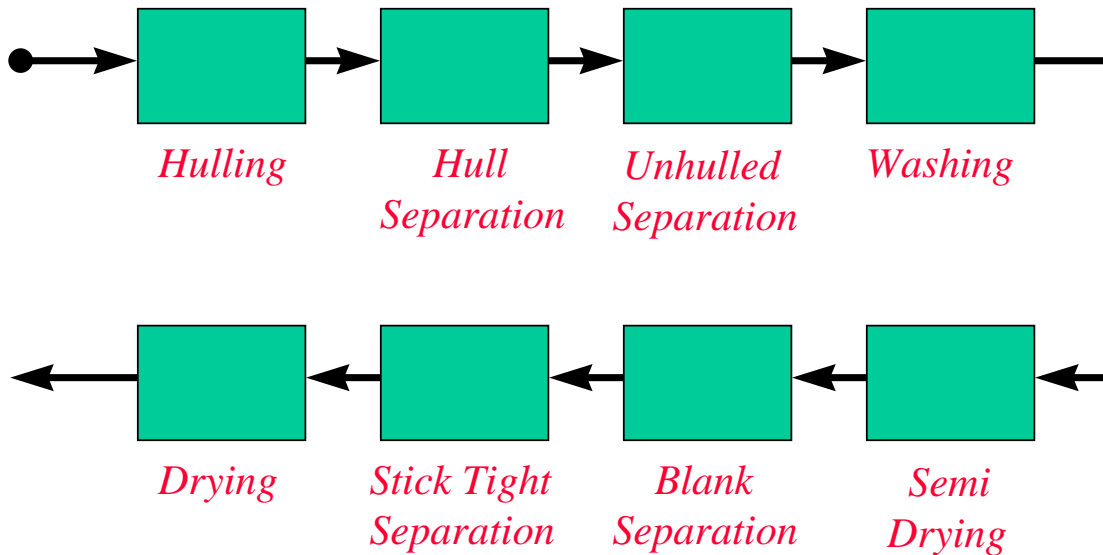 Hulling
Hull
Separation
Unhulled
Separation
Washing
Drying
Stick Tight
Separation
Blank
Separation
Semi
Drying